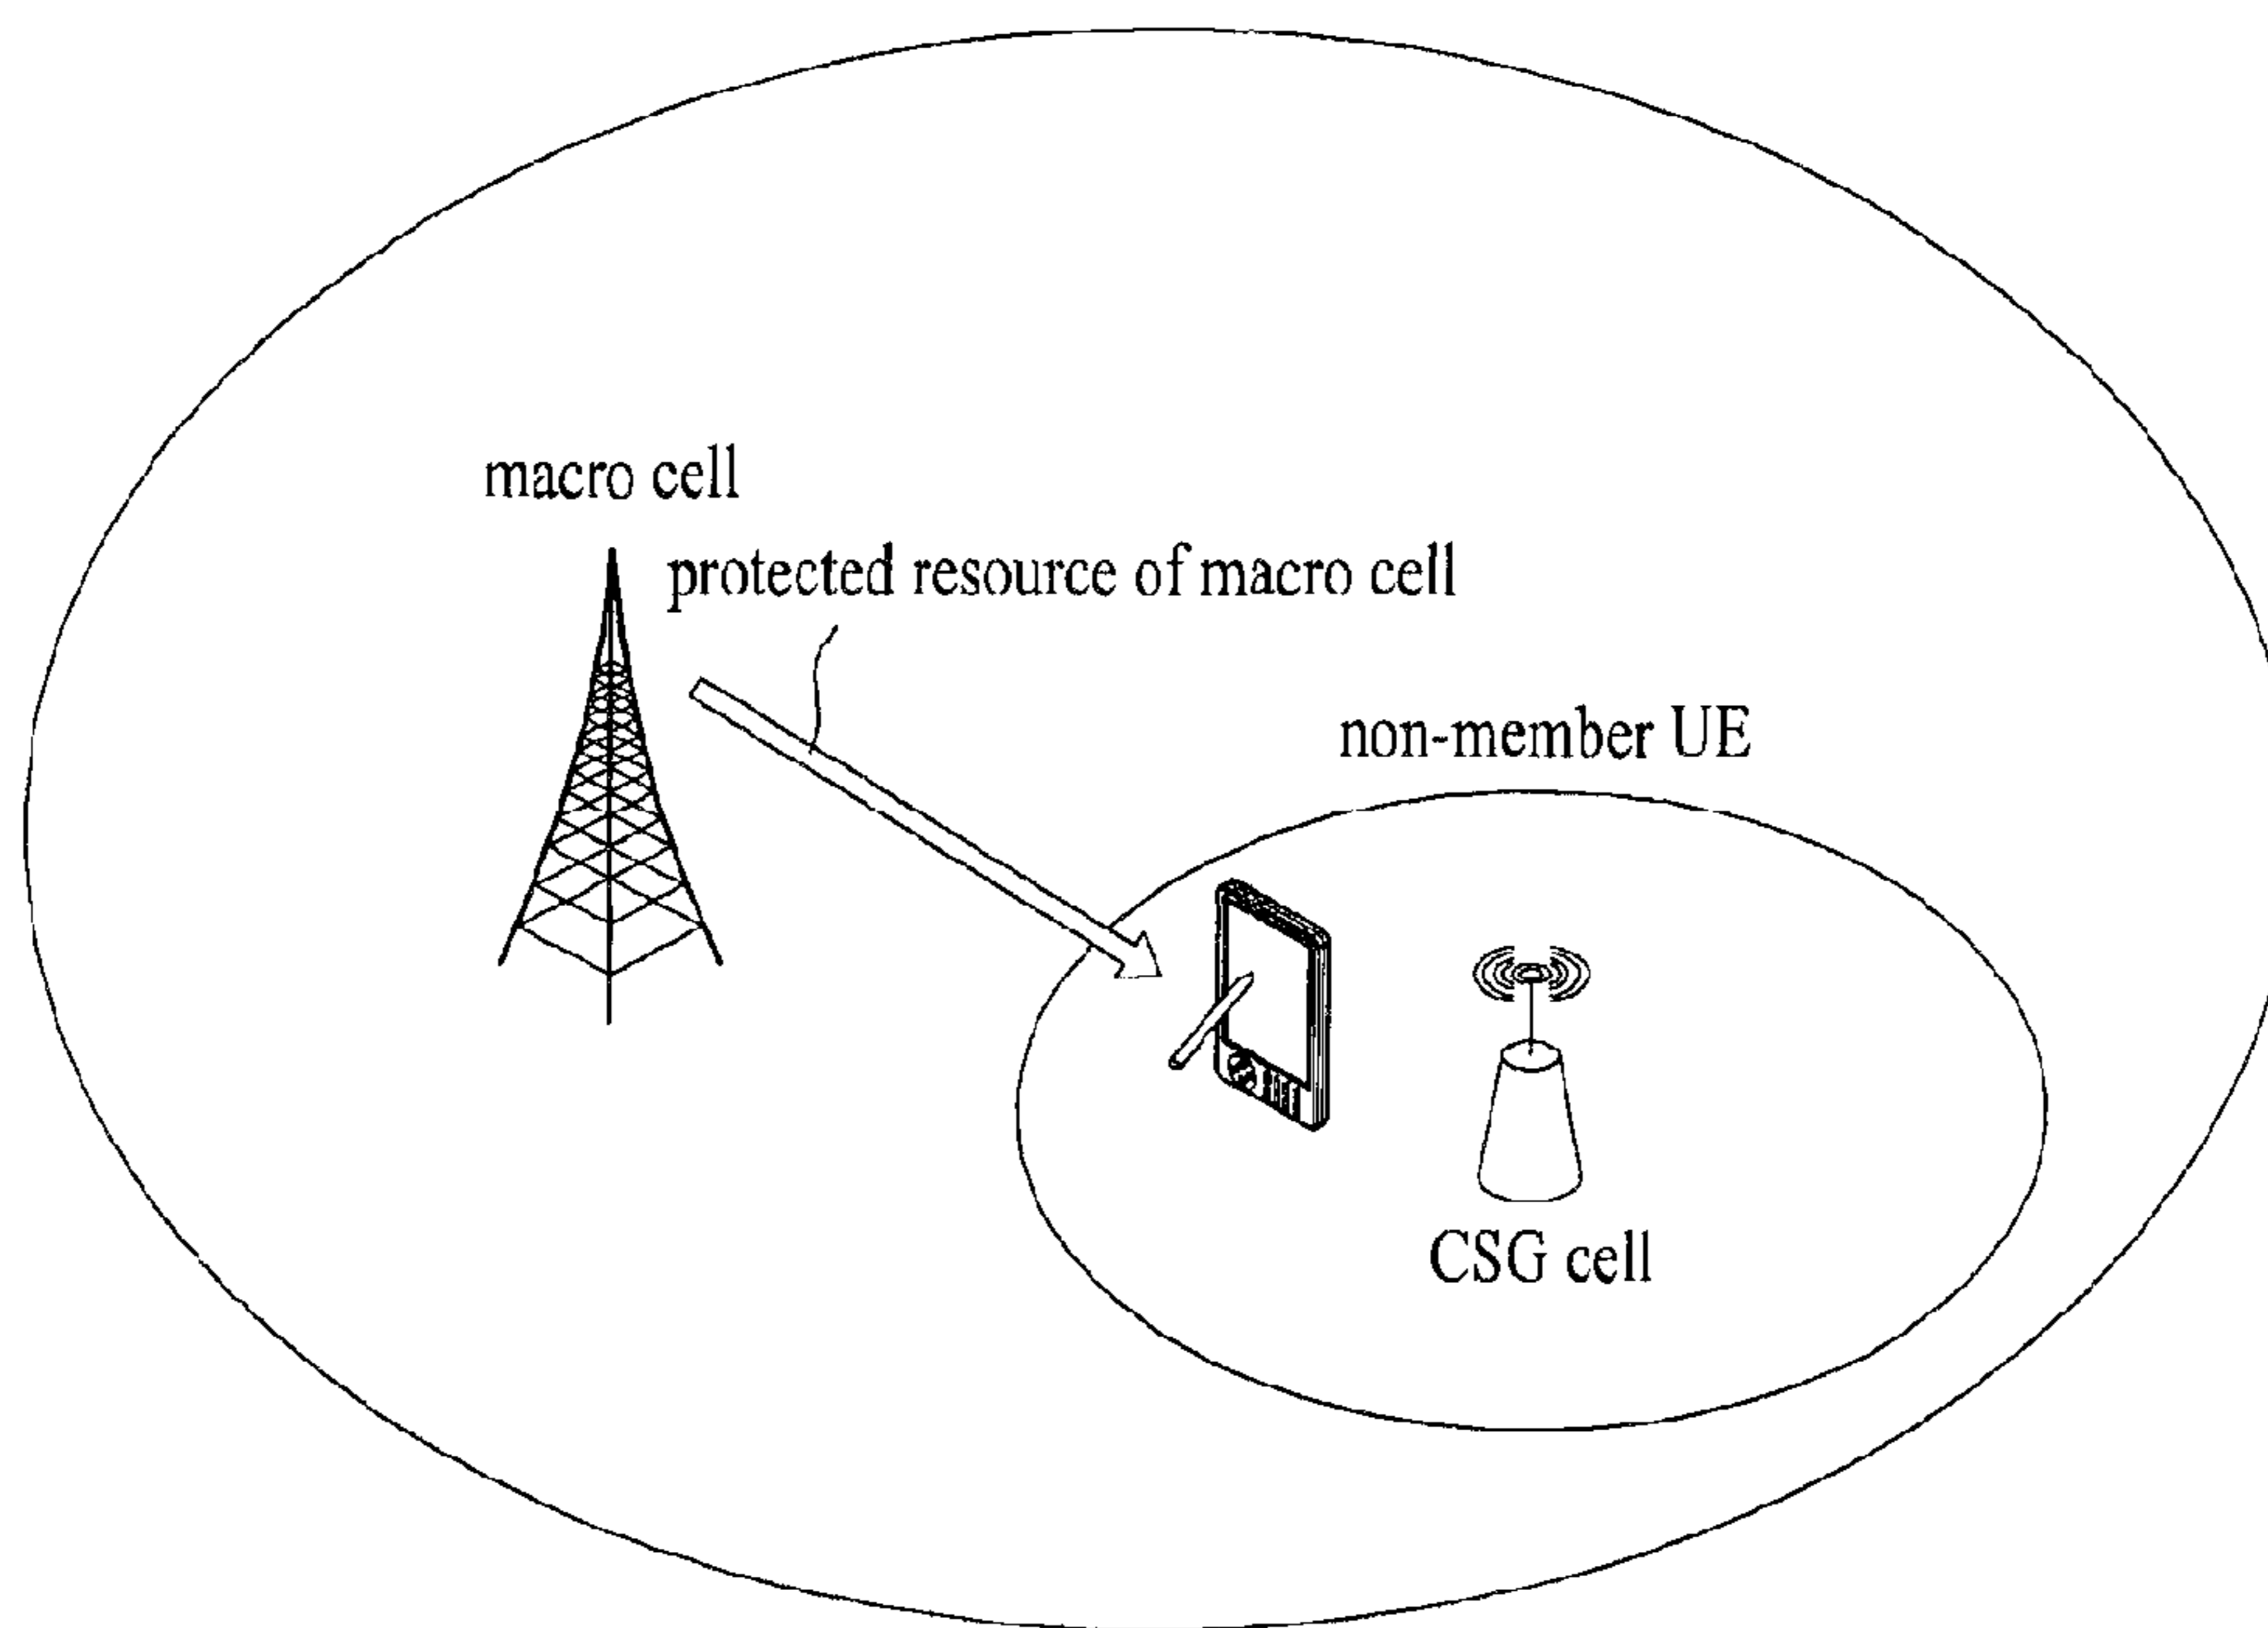 macro cell
protected resource of macro cell
non-member UE
CSG cell